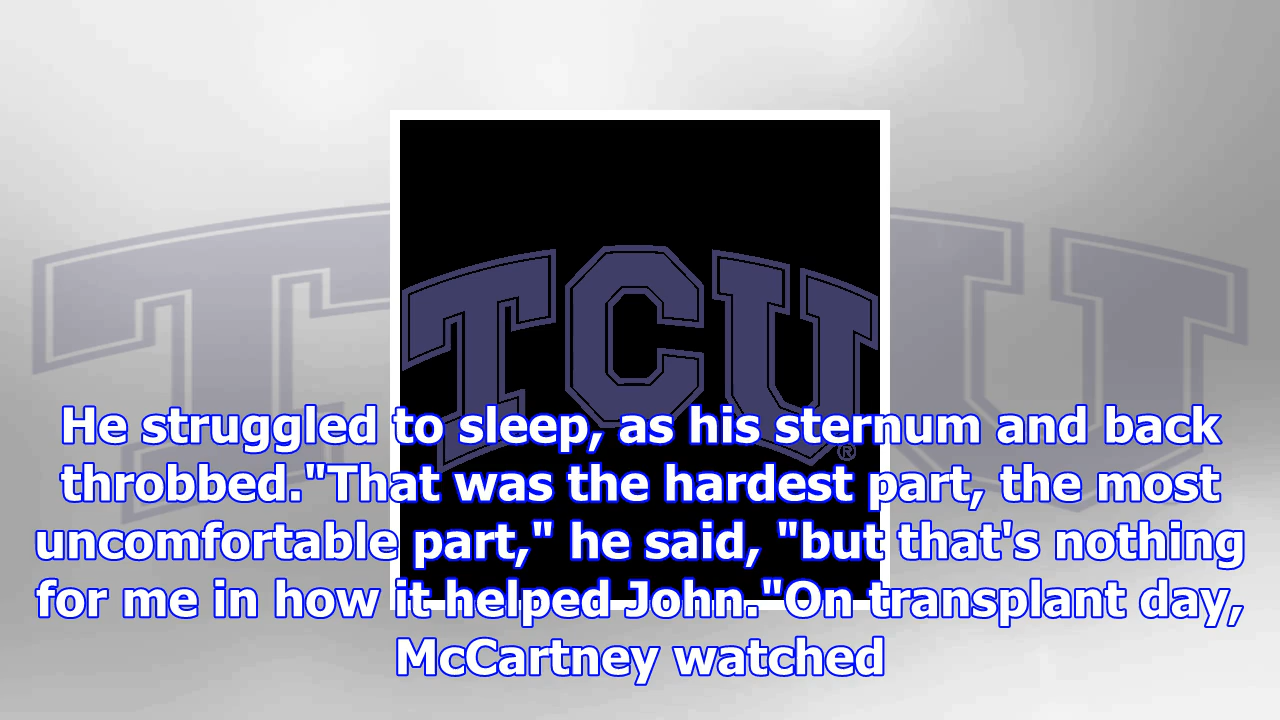 TCU
®
He struggled to sleep, as his sternum and back
throbbed."That was the hardest part, the most
uncomfortable part," he said, "but that's nothing
for me in how it helped John."On transplant day,
McCartney watched